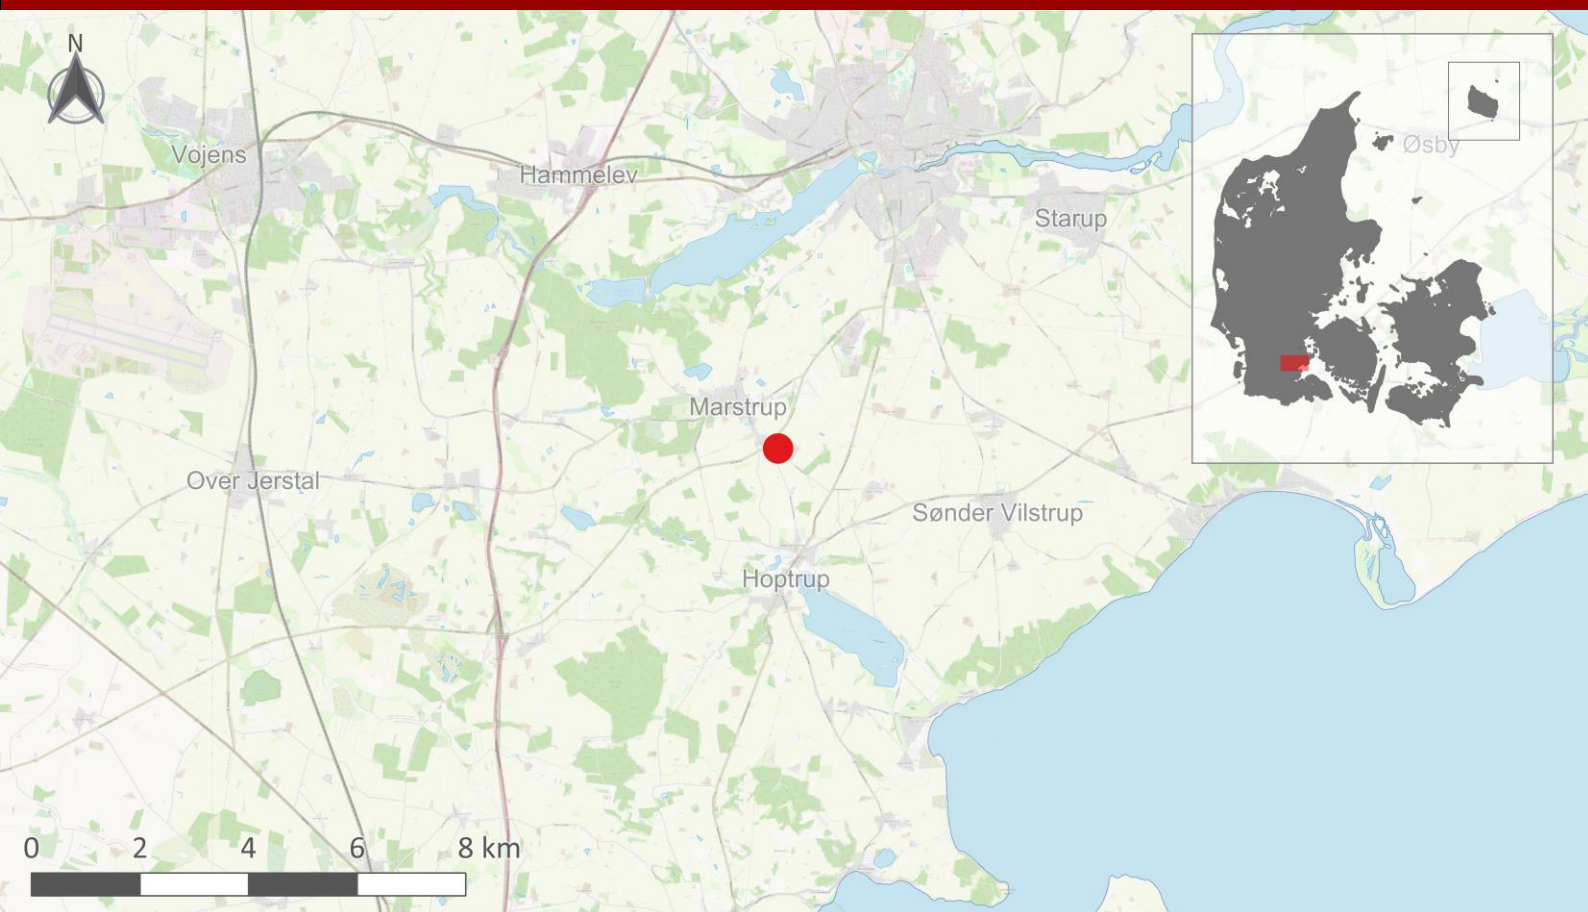 N
Vojens
Hammelev
Starup
Øsby
Marstrup
Over Jerstal
Sønder Vilstrup
Hoptrup
0 2 4 6 8 km